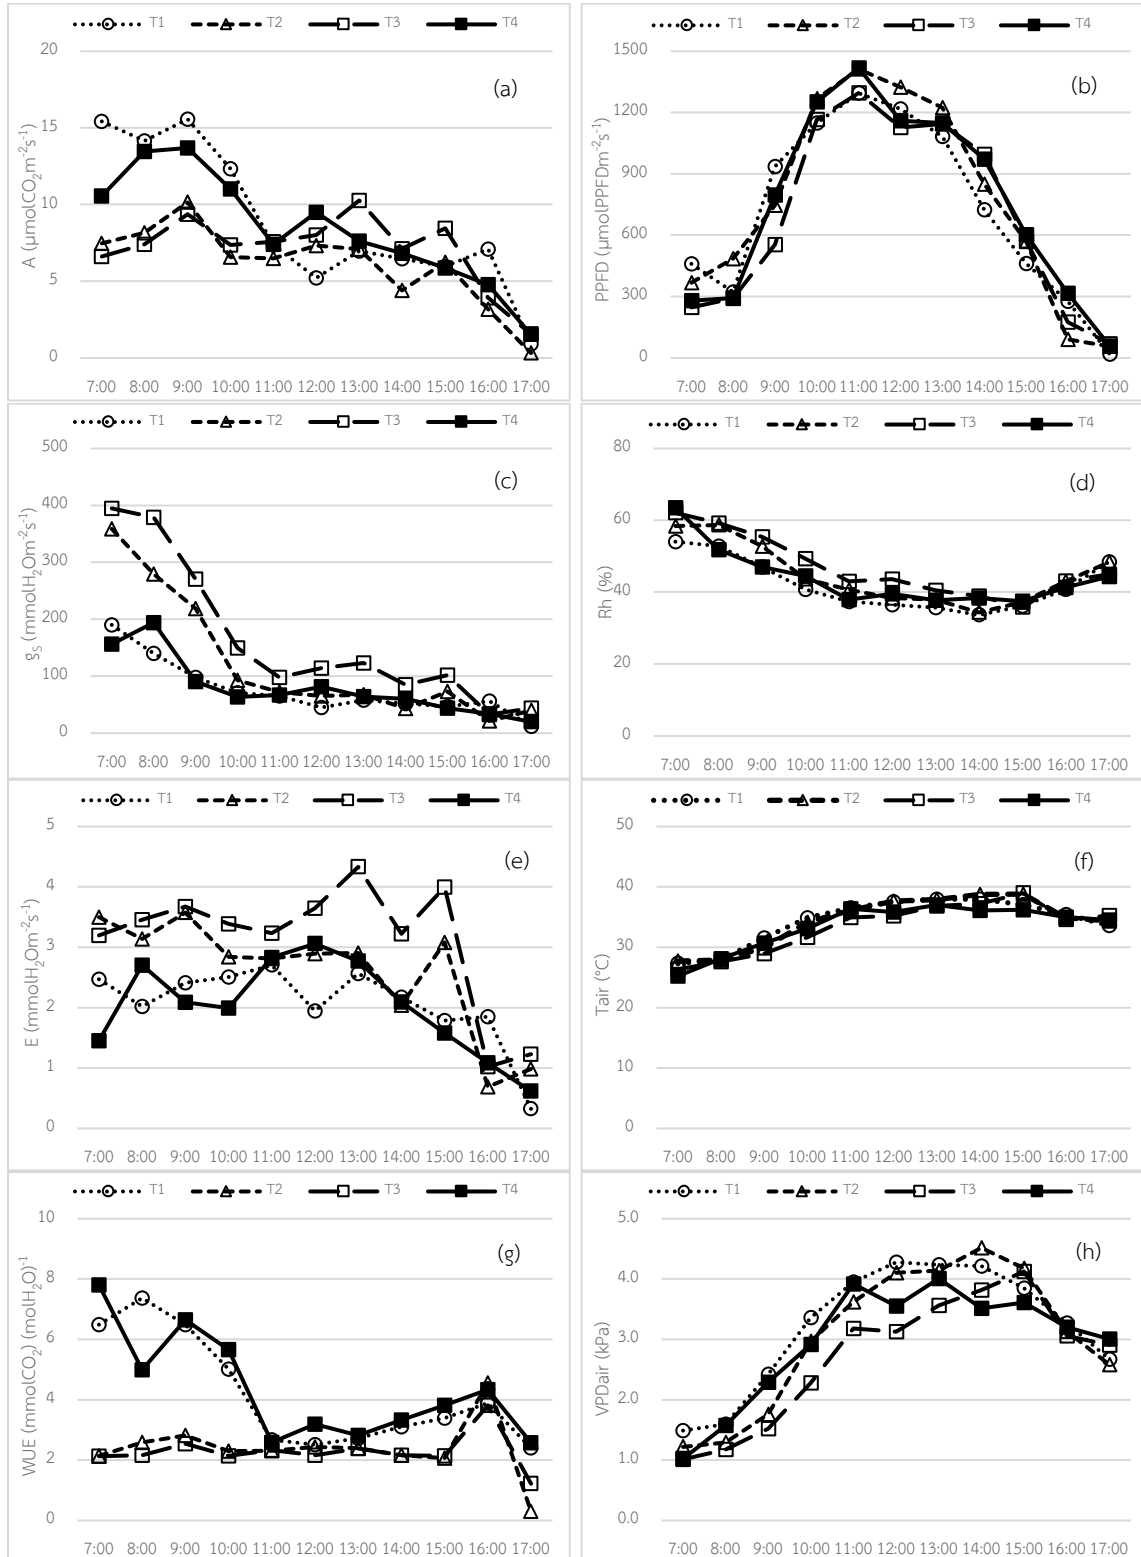 T1 T2 T3 T4
(a)
A (µmolCO2m-2s-1)
20
15
10
5
0
7:00 8:00 9:00 10:00 11:00 12:00 13:00 14:00 15:00 16:00 17:00
T1 T2 T3 T4
(b)
PPFD (µmolPPFDm-2s-1)
1500
1200
900
600
300
0
7:00 8:00 9:00 10:00 11:00 12:00 13:00 14:00 15:00 16:00 17:00
T1 T2 T3 T4
(c)
gs (mmolH2Om-2s-1)
500
400
300
200
100
0
7:00 8:00 9:00 10:00 11:00 12:00 13:00 14:00 15:00 16:00 17:00
T1 T2 T3 T4
(d)
Rh (%)
80
60
40
20
0
7:00 8:00 9:00 10:00 11:00 12:00 13:00 14:00 15:00 16:00 17:00
T1 T2 T3 T4
(e)
E (mmolH2Om-2s-1)
5
4
3
2
1
0
7:00 8:00 9:00 10:00 11:00 12:00 13:00 14:00 15:00 16:00 17:00
T1 T2 T3 T4
(f)
Tair (°C)
50
40
30
20
10
0
7:00 8:00 9:00 10:00 11:00 12:00 13:00 14:00 15:00 16:00 17:00
T1 T2 T3 T4
(g)
WUE (mmolCO2) (molH2O)-1
10
8
6
4
2
0
7:00 8:00 9:00 10:00 11:00 12:00 13:00 14:00 15:00 16:00 17:00
T1 T2 T3 T4
(h)
VPDair (kPa)
5.0
4.0
3.0
2.0
1.0
0.0
7:00 8:00 9:00 10:00 11:00 12:00 13:00 14:00 15:00 16:00 17:00